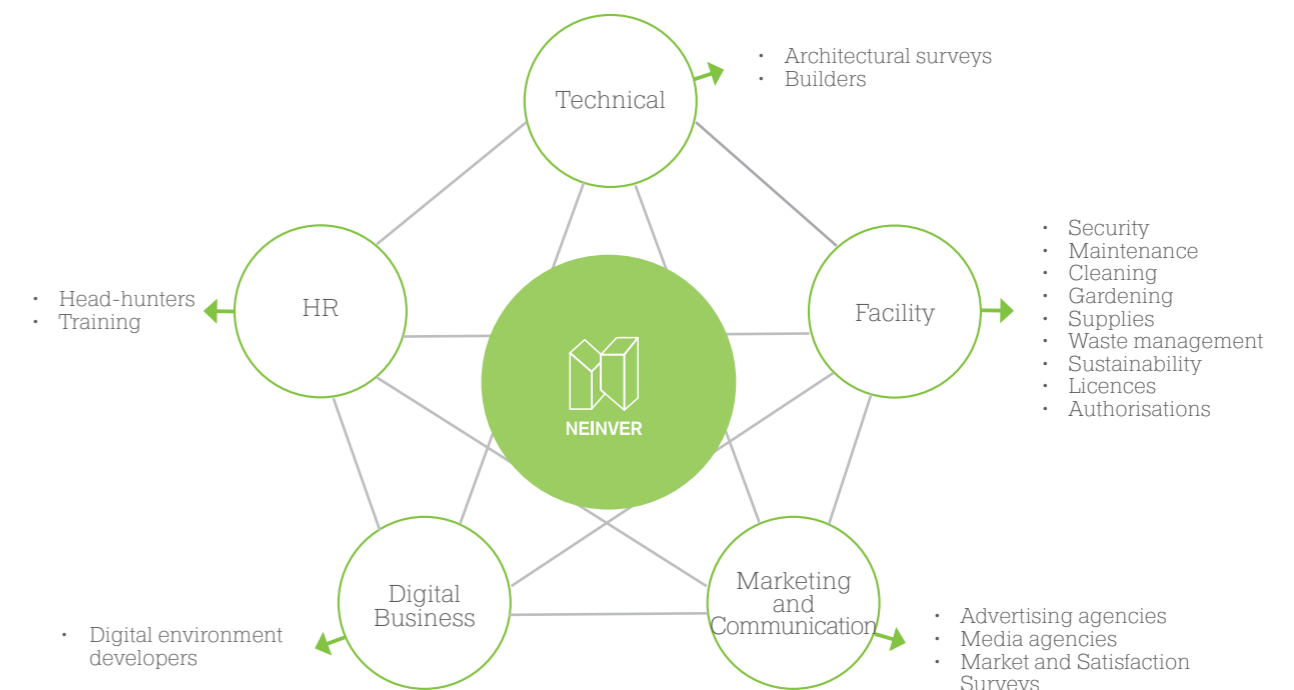 Technical
• Architectural surveys
• Builders
HR
• Head-hunters
• Training
Facility
• Security
• Maintenance
• Cleaning
• Gardening
• Supplies
• Waste management
• Sustainability
• Licences
• Authorisations
NEINVER
Digital
Business
• Digital environment
developers
Marketing
and
Communication
• Advertising agencies
• Media agencies
• Market and Satisfaction
Surveys